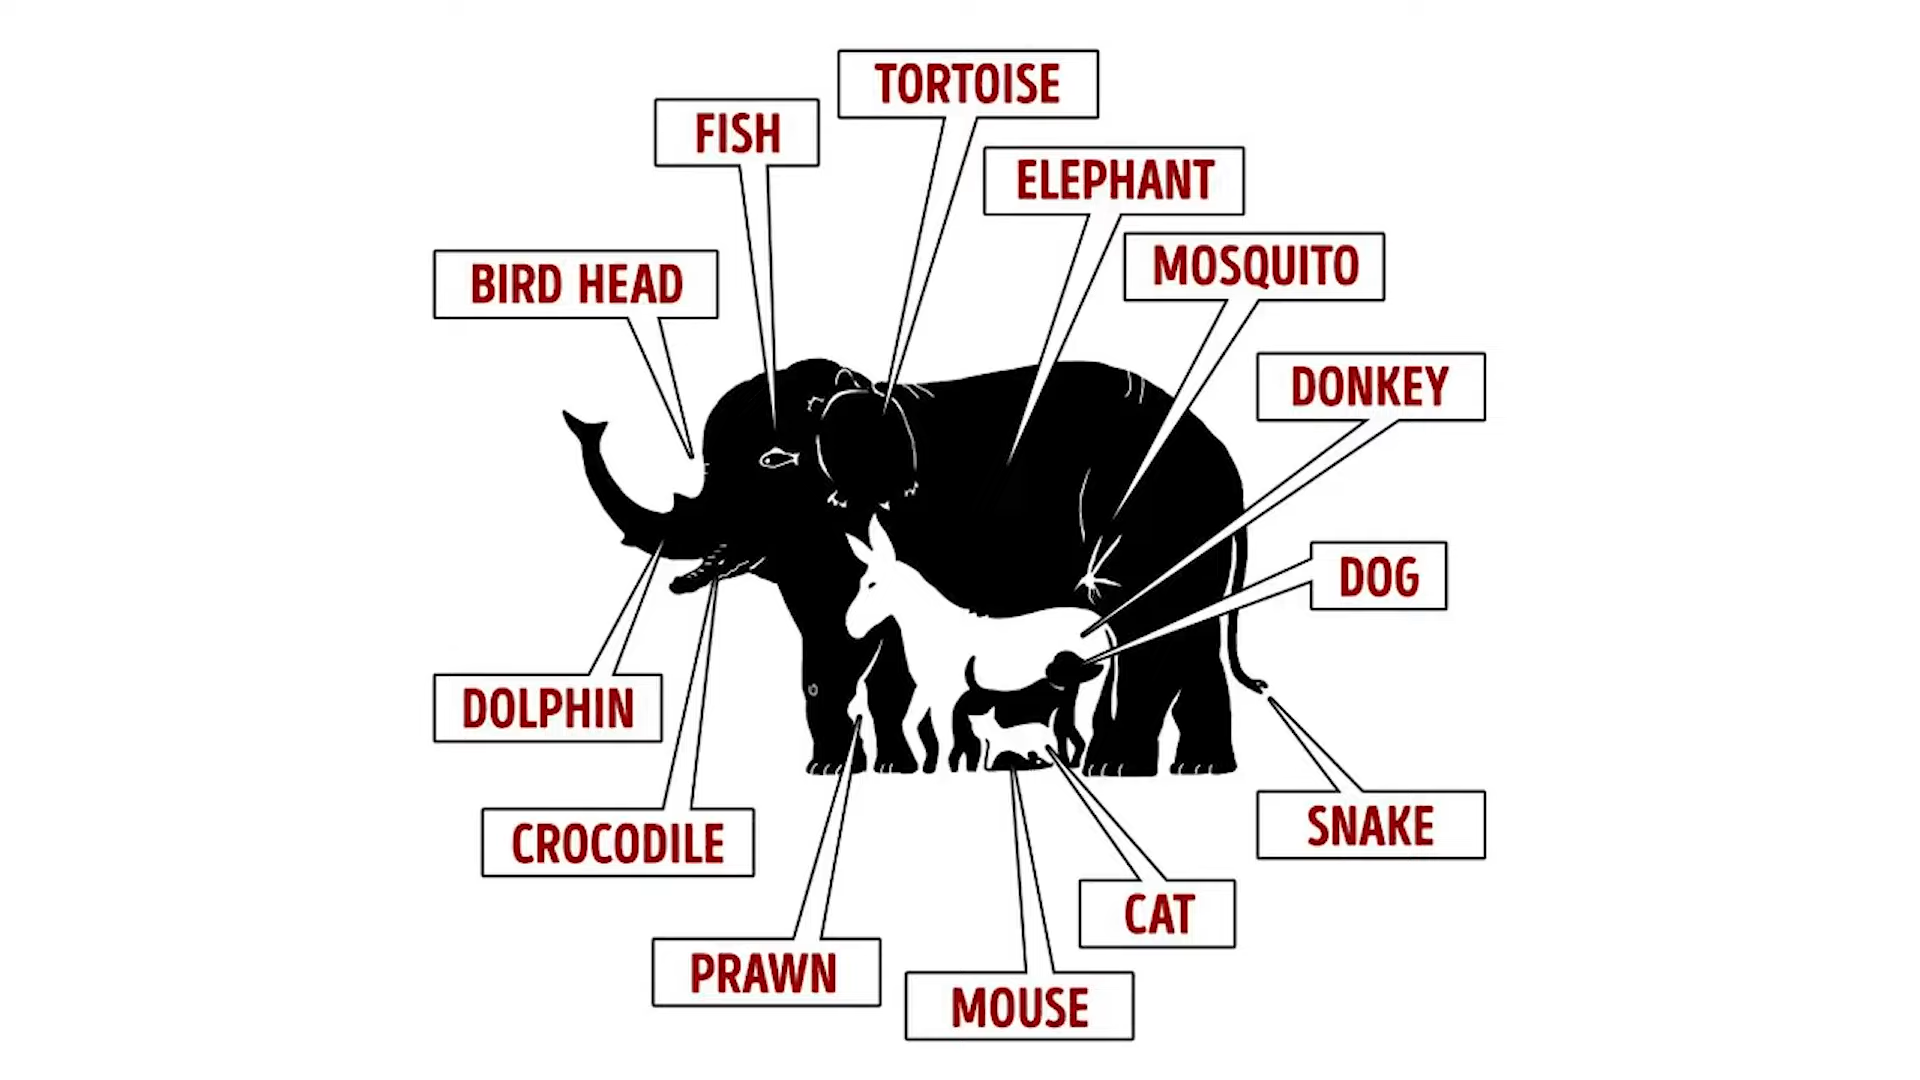 TORTOISE
FISH
ELEPHANT
MOSQUITO
BIRD HEAD
DONKEY
DOG
DOLPHIN
SNAKE
CROCODILE
CAT
PRAWN
MOUSE